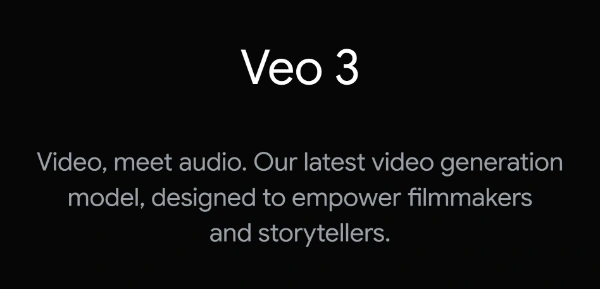 Veo 3
Video, meet audio. Our latest video generation
model, designed to empower filmmakers
and storytellers.